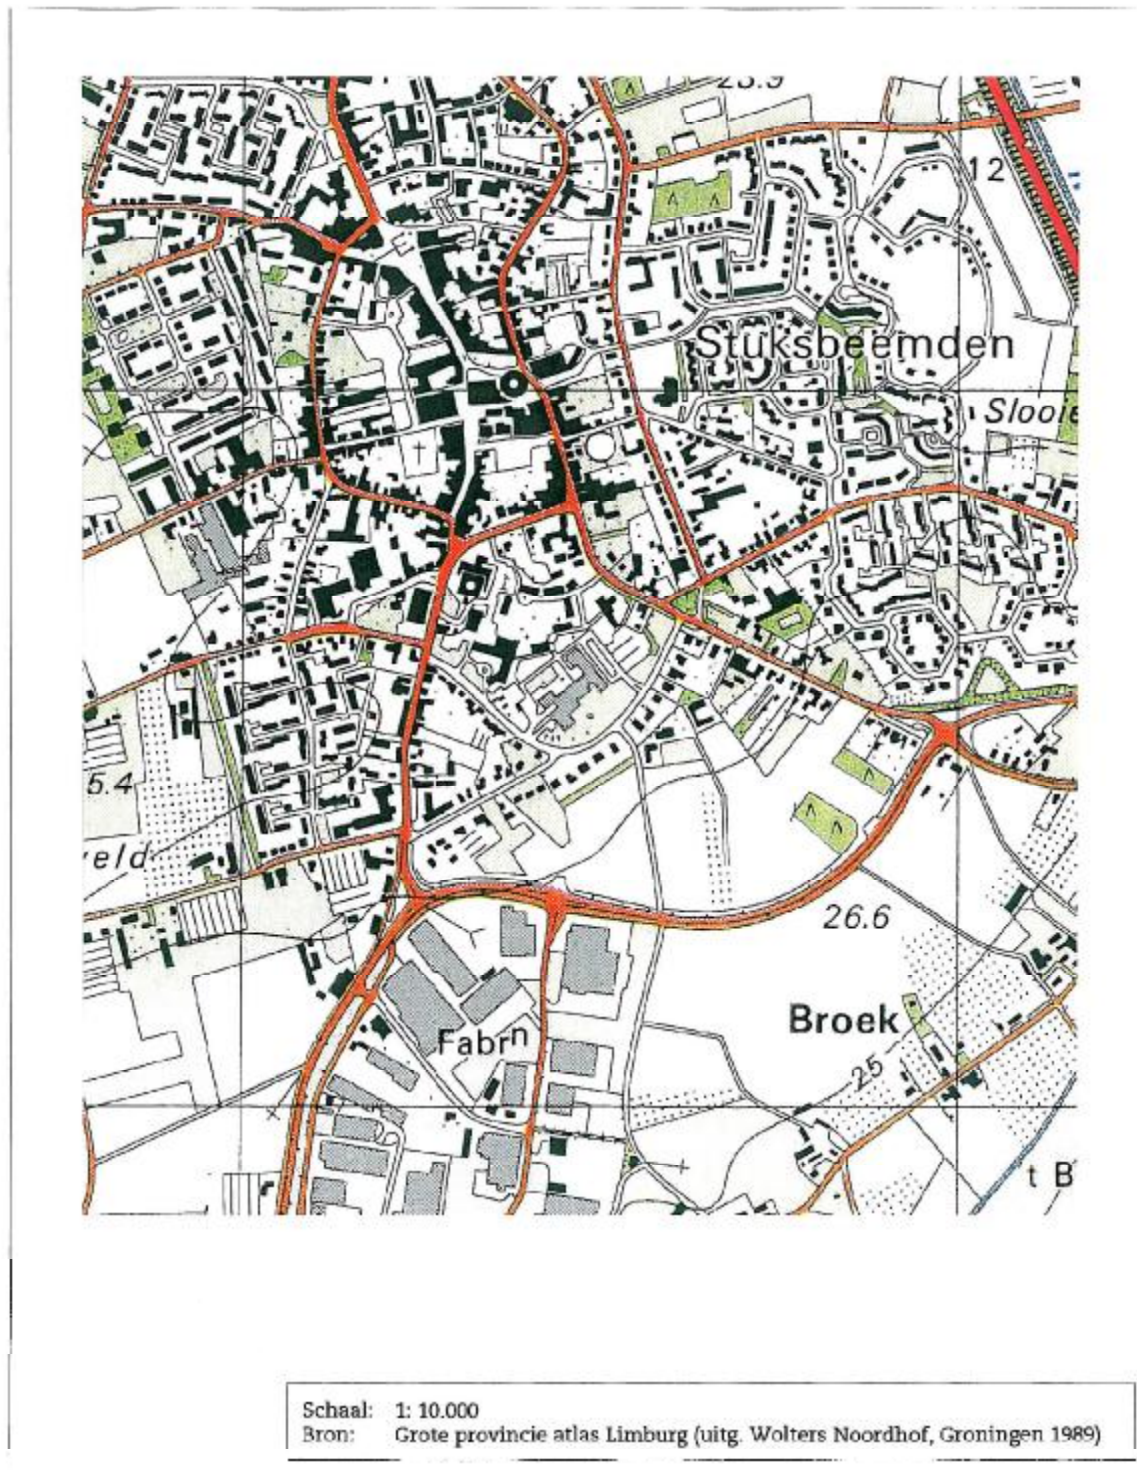 23.9
12
Stuksbeemden
Slooie
5.4
veld
26.6
Fabrn
Broek
25
t B
Schaal: 1: 10.000
Bron: Grote provincie atlas Limburg (uitg. Wolters Noordhof, Groningen 1989)